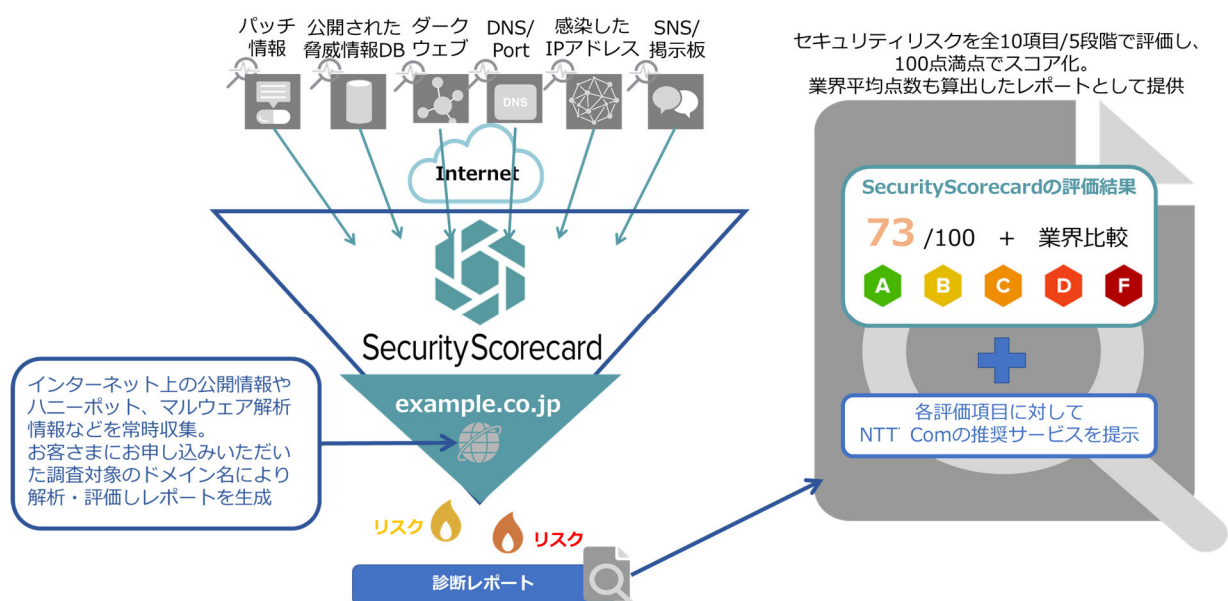 パッチ
情報
公開された
脅威情報DB
ダーク
ウェブ
DNS/
Port
感染した
IPアドレス
SNS/
掲示板
DNS
Internet
SecurityScorecard
example.co.jp
インターネット上の公開情報や
ハニーポット、マルウェア解析
情報などを常時収集。
お客さまにお申し込みいただい
た調査対象のドメイン名により
解析・評価しレポートを生成
リスク
リスク
診断レポート
セキュリティリスクを全10項目/5段階で評価し、
100点満点でスコア化。
業界平均点数も算出したレポートとして提供
SecurityScorecardの評価結果
73 /100 + 業界比較
A B C D F
各評価項目に対して
NTT Comの推奨サービスを提示